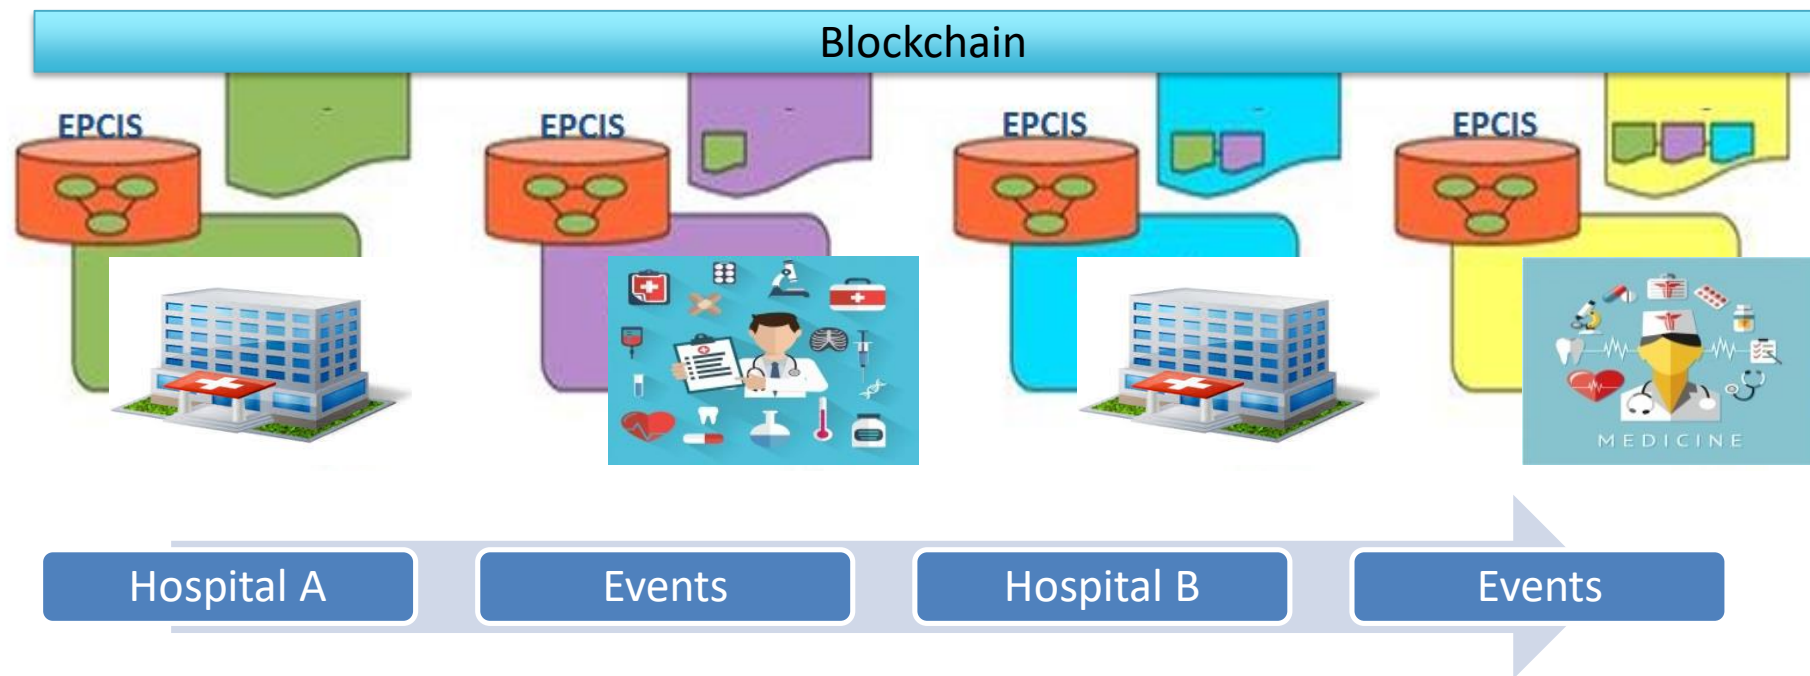 Blockchain
EPCIS
EPCIS
EPCIS
EPCIS
MEDICINE
Hospital A
Events
Hospital B
Events